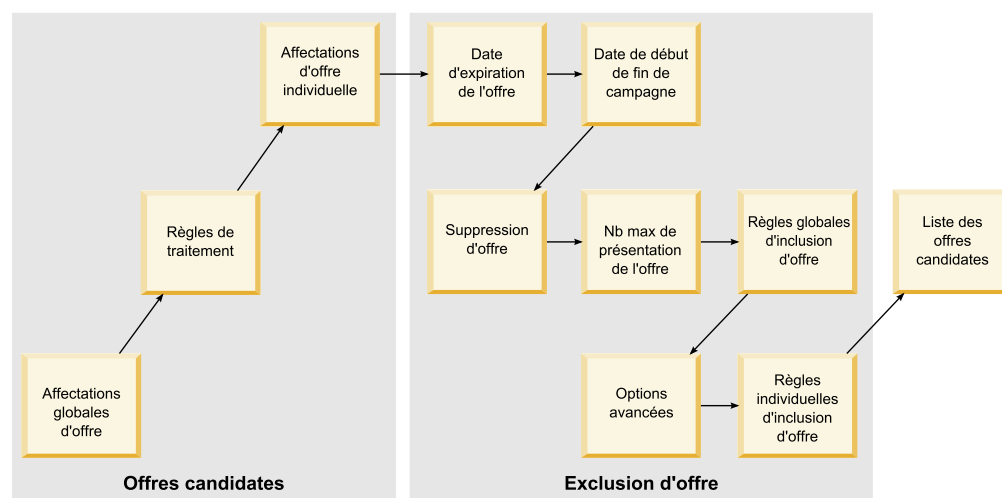 Affectations
d'offre
individuelle
Date
d'expiration
de l'offre
Date de début
de fin de
campagne
Règles de
traitement
Suppression
d'offre
Nb max de
présentation
de l'offre
Règles globales
d'inclusion
d'offre
Liste des
offres
candidates
Affectations
globales
d'offre
Options
avancées
Règles
individuelles
d'inclusion
d'offre
Offres candidates
Exclusion d'offre